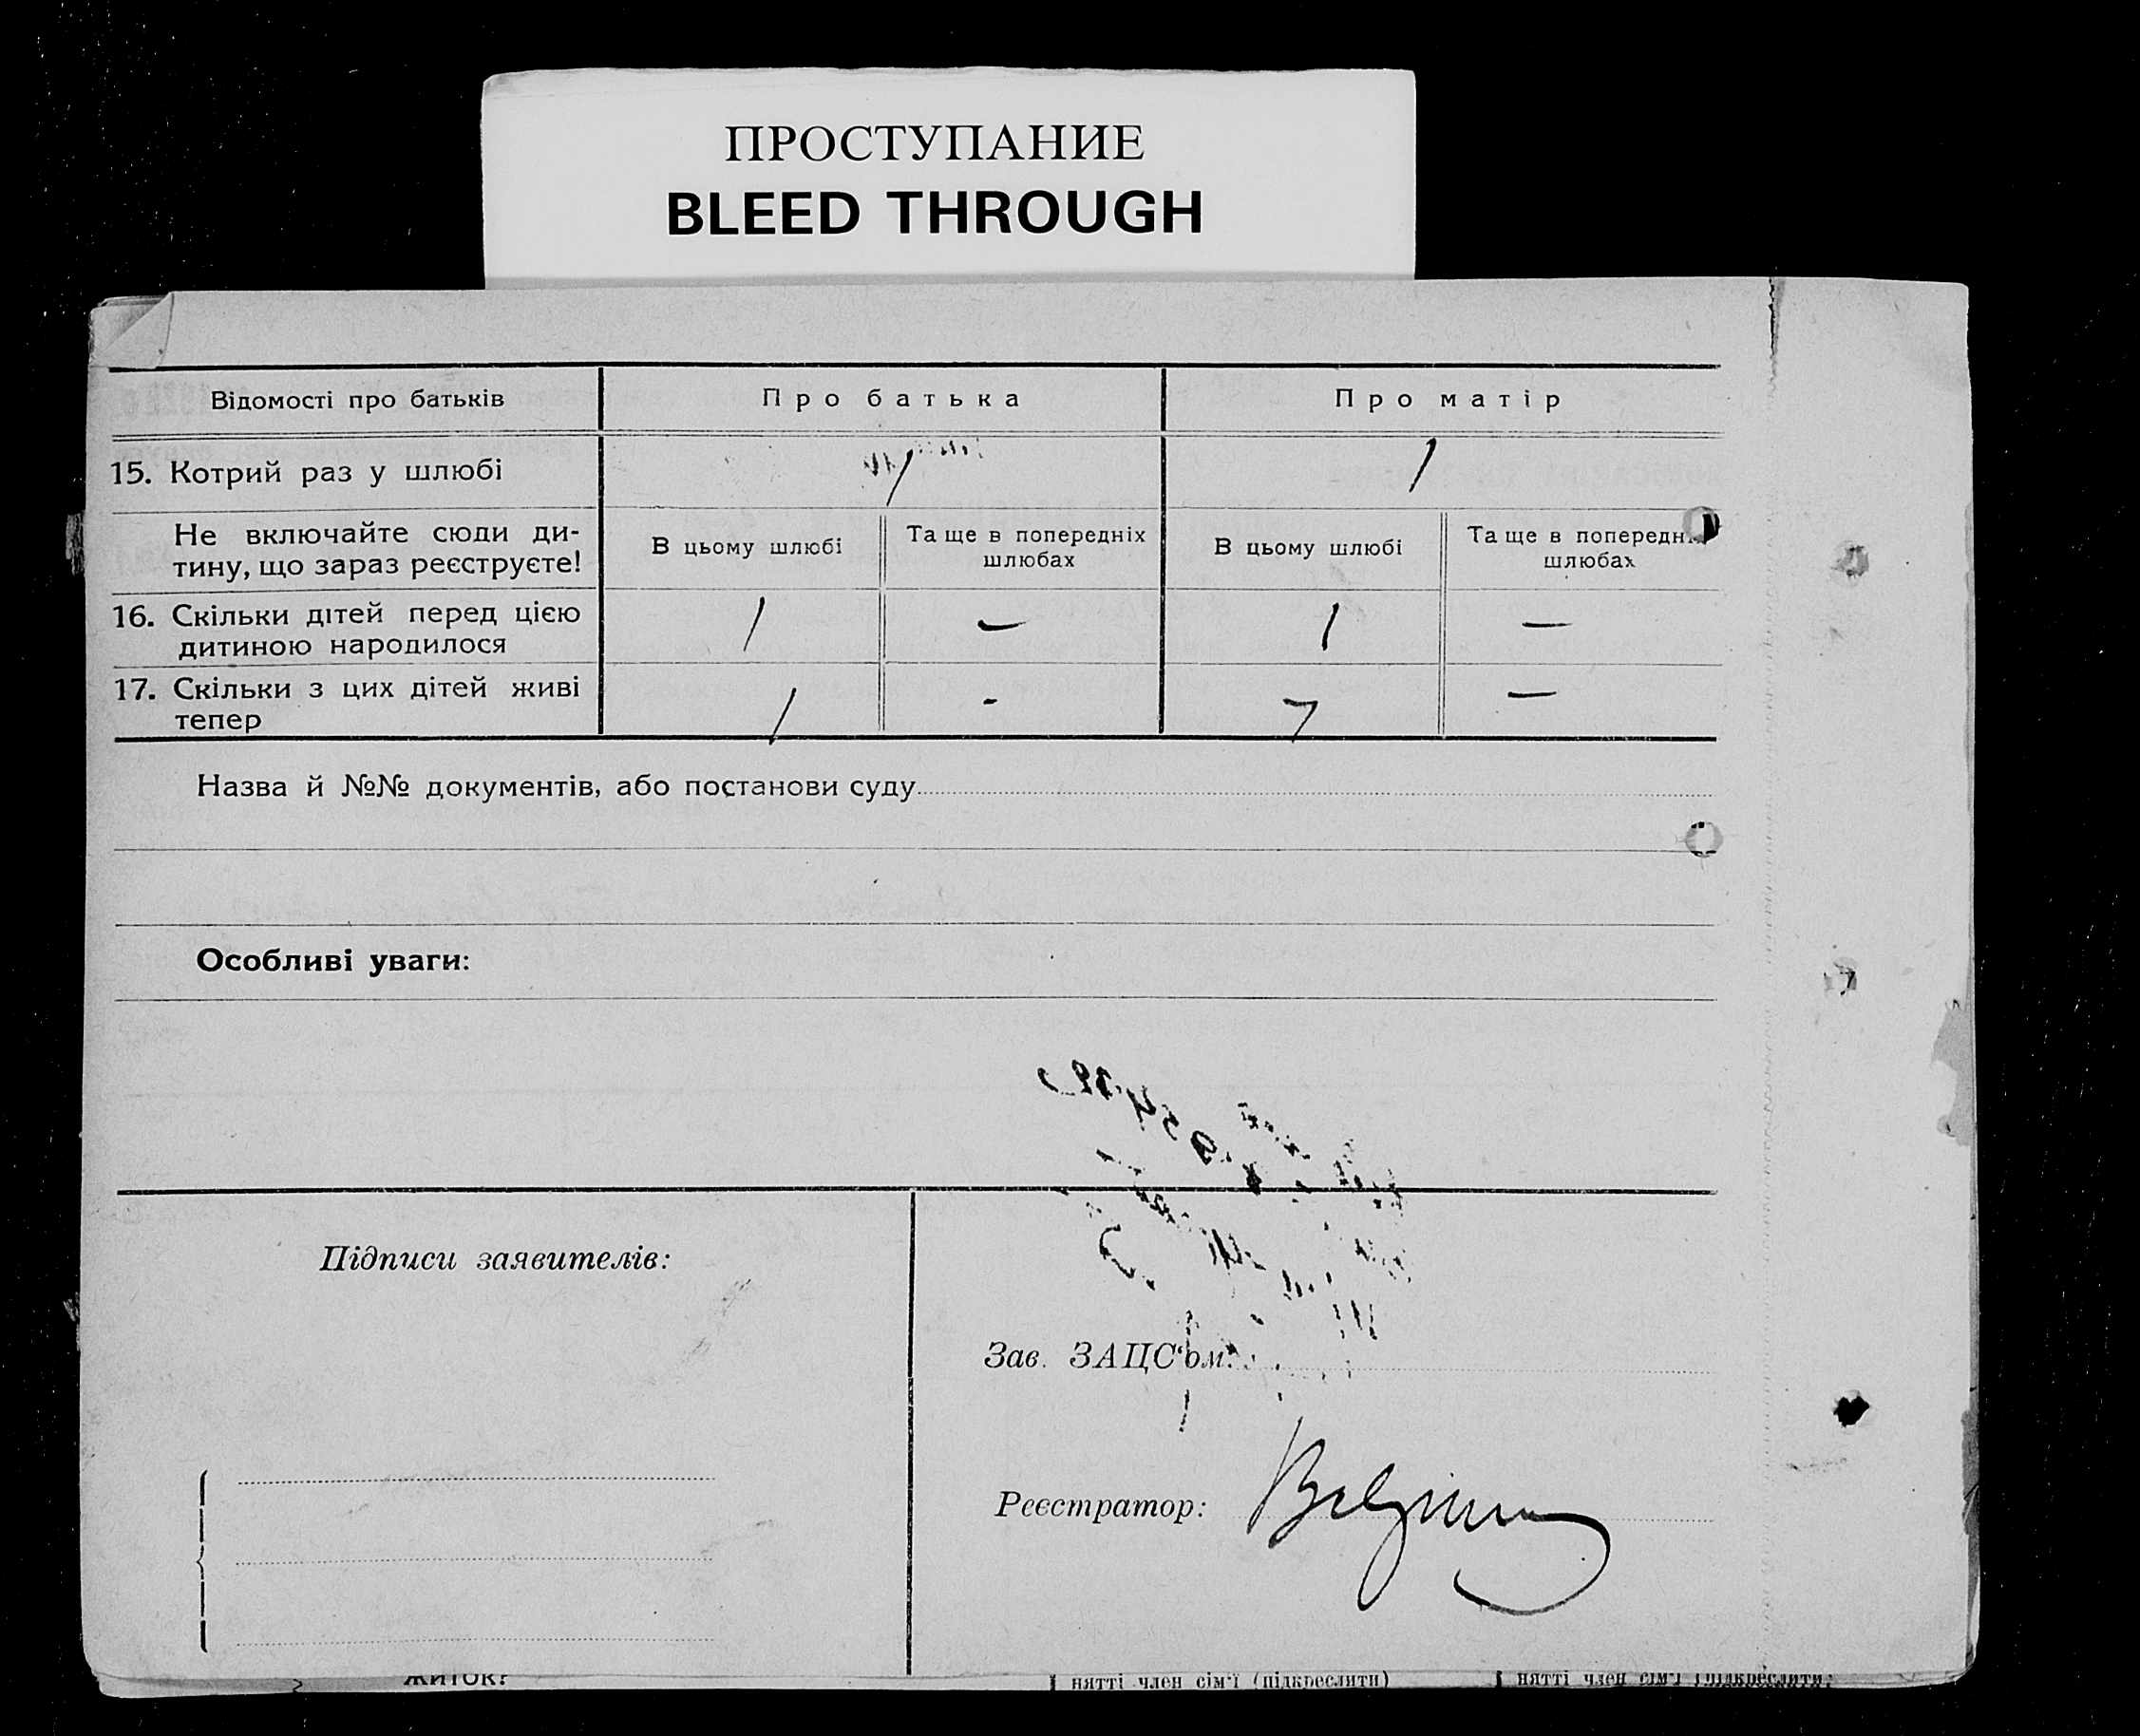 ПРОСТУПАНИЕ
BLEED THROUGH
Відомості про батьків Про батька Про матір
15. Котрий раз у шлюбі 1 1
Не включайте сюди ди-
тину, що зараз реєструєте!
В цьому шлюбі
Та ще в попередніх
шлюбах
В цьому шлюбі
Та ще в попередніх
шлюбах
16. Скільки дітей перед цією
дитиною народилося
1 — 1 —
17. Скільки з цих дітей живі
тепер
1 - 1 —
Назва й №№ документів, або постанови суду
Особливі уваги:
Підписи заявителів:
Зав. ЗАЦС'ом:
Реєстратор:
житок?
нятті член сім'ї (підкреслити) нятті член сім'ї (підкреслити)